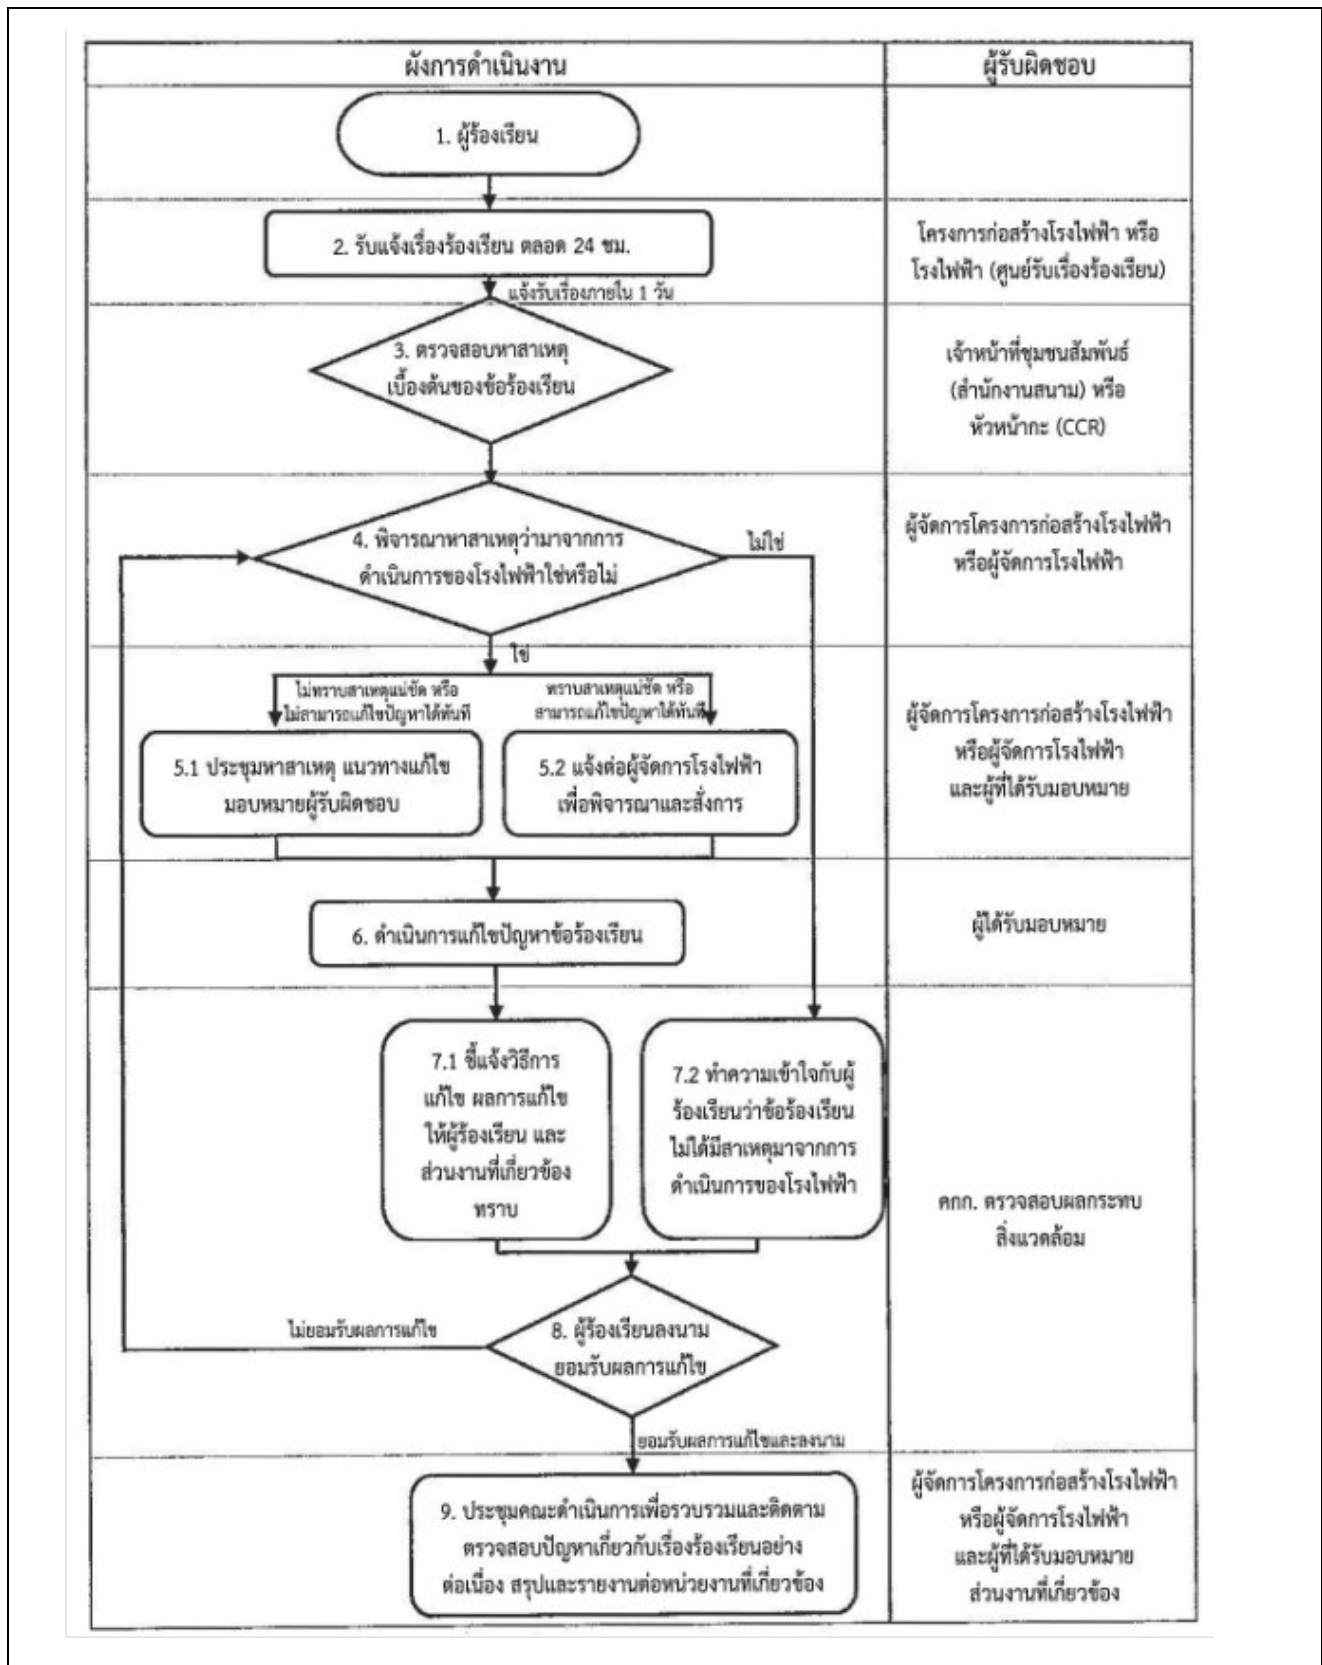 ผังการดำเนินงาน
ผู้รับผิดชอบ
1. ผู้ร้องเรียน
2. รับแจ้งเรื่องร้องเรียน ตลอด 24 ชม.
โครงการก่อสร้างโรงไฟฟ้า หรือ
โรงไฟฟ้า (ศูนย์รับเรื่องร้องเรียน)
แจ้งรับเรื่องภายใน 1 วัน
3. ตรวจสอบหาสาเหตุ
เบื้องต้นของข้อร้องเรียน
เจ้าหน้าที่ชุมชนสัมพันธ์
(สำนักงานสนาม) หรือ
หัวหน้ากะ (CCR)
4. พิจารณาหาสาเหตุว่ามาจากการ
ดำเนินการของโรงไฟฟ้าใช่หรือไม่
ไม่ใช่
ผู้จัดการโครงการก่อสร้างโรงไฟฟ้า
หรือผู้จัดการโรงไฟฟ้า
ใช่
ไม่ทราบสาเหตุแน่ชัด หรือ
ไม่สามารถแก้ไขปัญหาได้ทันที
ทราบสาเหตุแน่ชัด หรือ
สามารถแก้ไขปัญหาได้ทันที
5.1 ประชุมหาสาเหตุ แนวทางแก้ไข
มอบหมายผู้รับผิดชอบ
5.2 แจ้งต่อผู้จัดการโรงไฟฟ้า
เพื่อพิจารณาและสั่งการ
ผู้จัดการโครงการก่อสร้างโรงไฟฟ้า
หรือผู้จัดการโรงไฟฟ้า
และผู้ที่ได้รับมอบหมาย
6. ดำเนินการแก้ไขปัญหาข้อร้องเรียน
ผู้ได้รับมอบหมาย
7.1 ชี้แจ้งวิธีการ
แก้ไข ผลการแก้ไข
ให้ผู้ร้องเรียน และ
ส่วนงานที่เกี่ยวข้อง
ทราบ
7.2 ทำความเข้าใจกับผู้
ร้องเรียนว่าข้อร้องเรียน
ไม่ได้มีสาเหตุมาจากการ
ดำเนินการของโรงไฟฟ้า
คกก. ตรวจสอบผลกระทบ
สิ่งแวดล้อม
ไม่ยอมรับผลการแก้ไข
8. ผู้ร้องเรียนลงนาม
ยอมรับผลการแก้ไข
ยอมรับผลการแก้ไขและลงนาม
9. ประชุมคณะดำเนินการเพื่อรวบรวมและติดตาม
ตรวจสอบปัญหาเกี่ยวกับเรื่องร้องเรียนอย่าง
ต่อเนื่อง สรุปและรายงานต่อหน่วยงานที่เกี่ยวข้อง
ผู้จัดการโครงการก่อสร้างโรงไฟฟ้า
หรือผู้จัดการโรงไฟฟ้า
และผู้ที่ได้รับมอบหมาย
ส่วนงานที่เกี่ยวข้อง